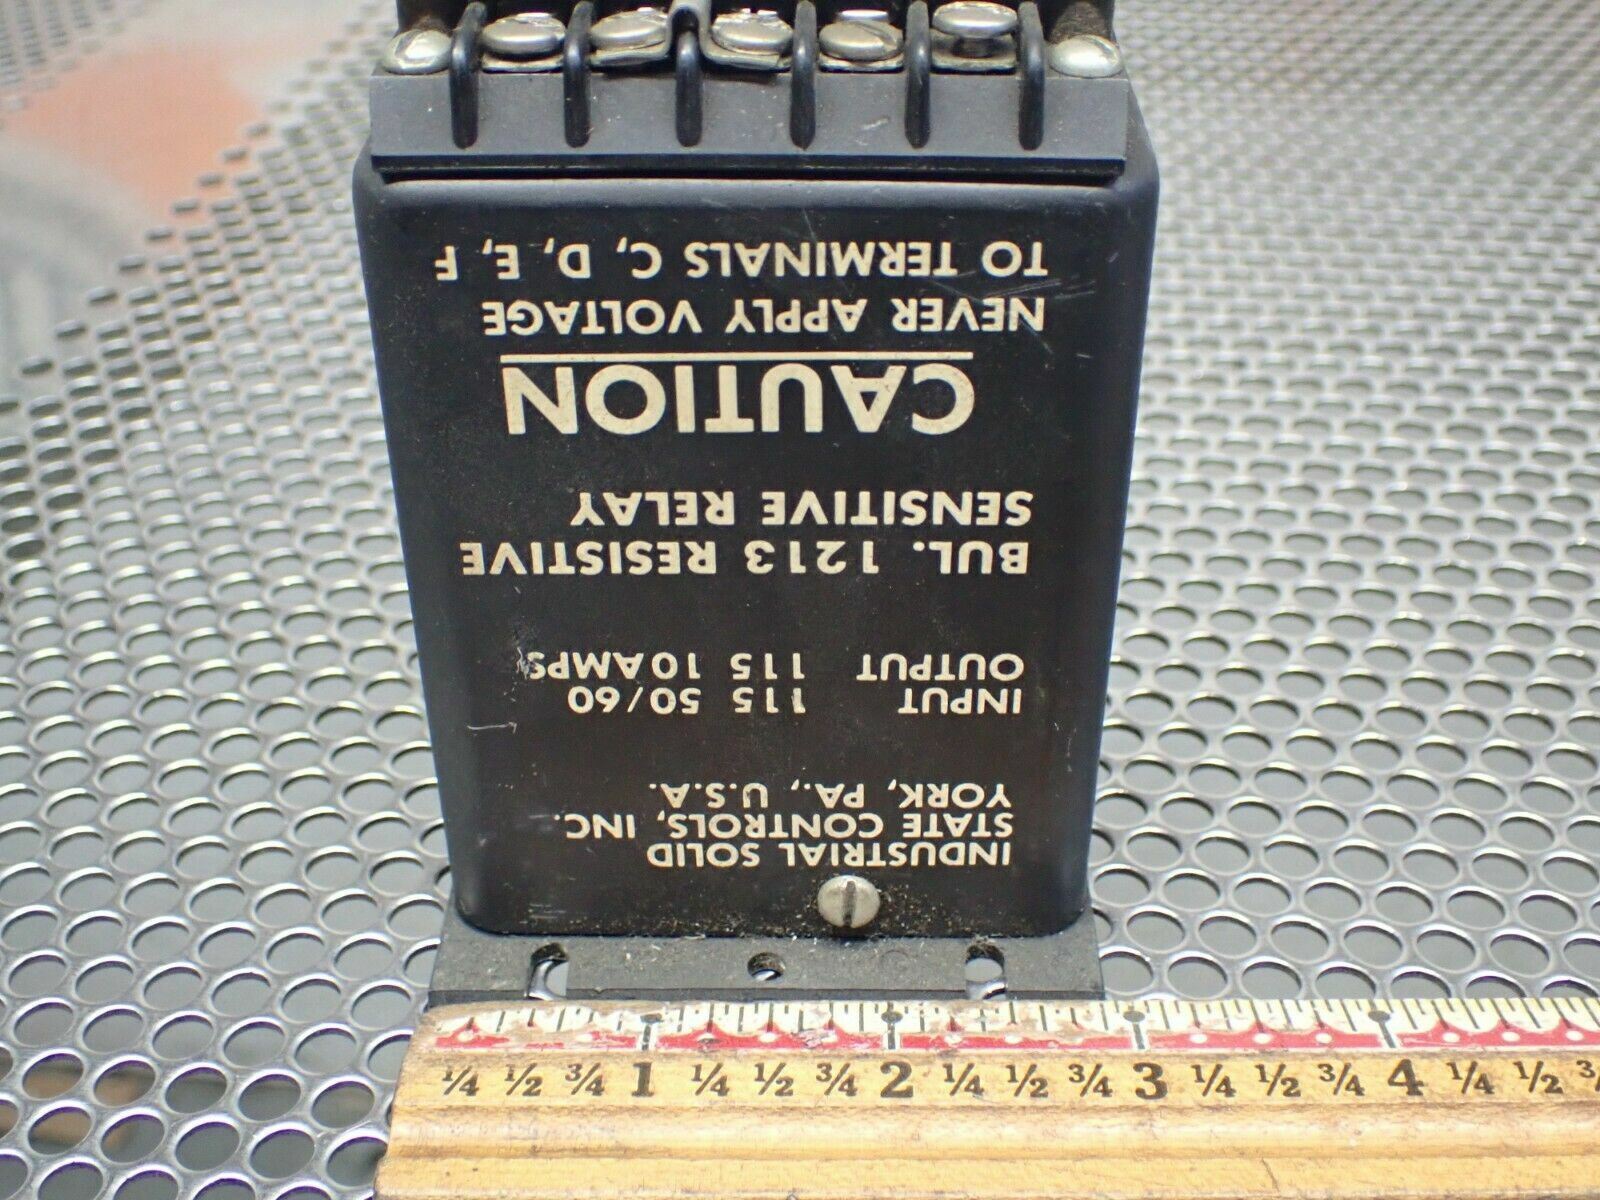 INDUSTRIAL SOLID
STATE CONTROLS, INC.
YORK, PA., U.S.A.
INPUT 115 50/60
OUTPUT 115 10AMPS
BUL. 1213 RESISTIVE
SENSITIVE RELAY
CAUTION
NEVER APPLY VOLTAGE
TO TERMINALS C, D, E, F
1/4 1/2 3/4 1 1/4 1/2 3/4 2 1/4 1/2 3/4 3 1/4 1/2 3/4 4 1/4 1/2